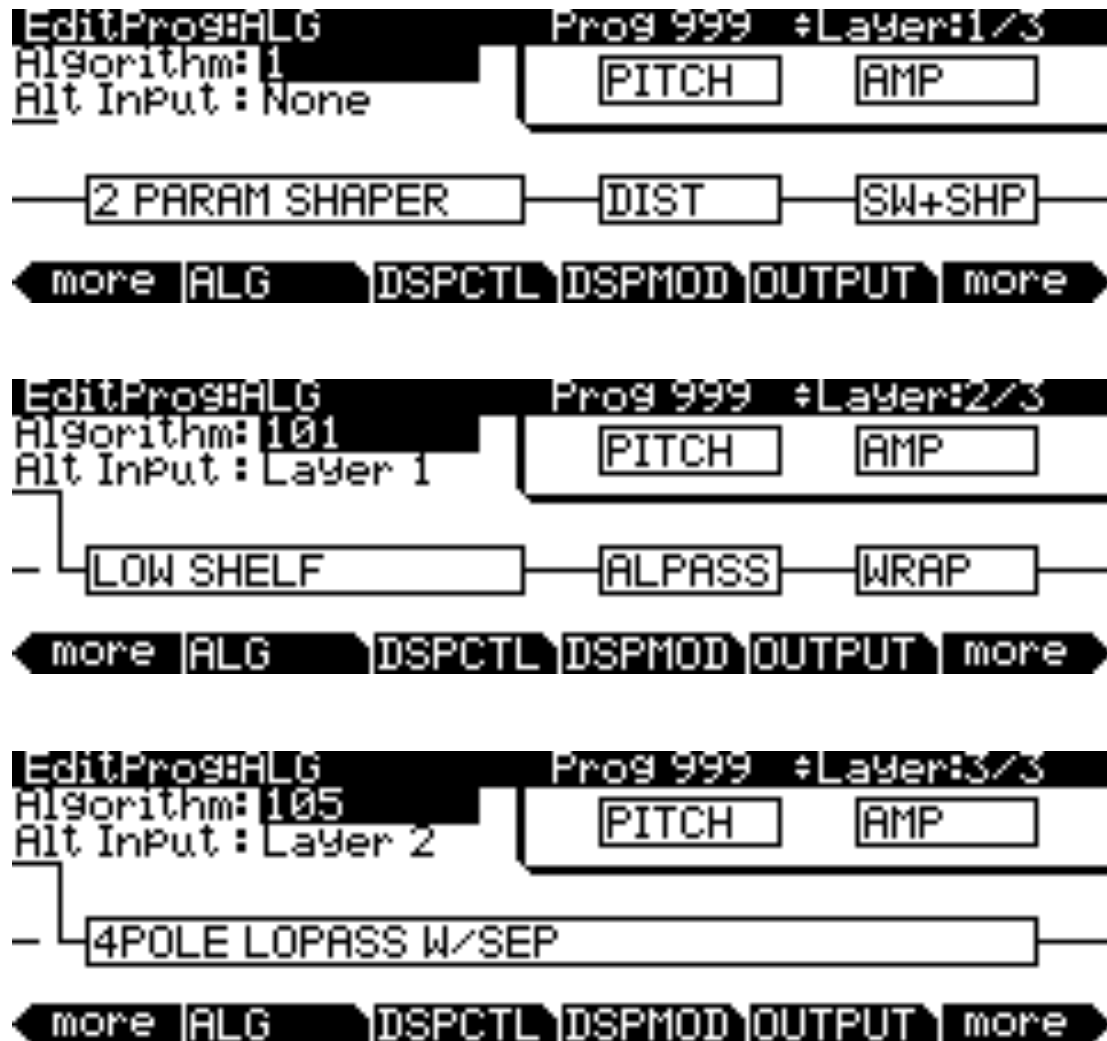 EditProg:ALG Prog 999 Layer:1/3
Algorithm:1 PITCH AMP
Alt Input:None
2 PARAM SHAPER DIST SW+SHP
more ALG DSPCTL DSPMOD OUTPUT more
EditProg:ALG Prog 999 Layer:2/3
Algorithm:101 PITCH AMP
Alt Input:Layer 1
LOW SHELF ALPASS WRAP
more ALG DSPCTL DSPMOD OUTPUT more
EditProg:ALG Prog 999 Layer:3/3
Algorithm:105 PITCH AMP
Alt Input:Layer 2
4POLE LOPASS W/SEP
more ALG DSPCTL DSPMOD OUTPUT more